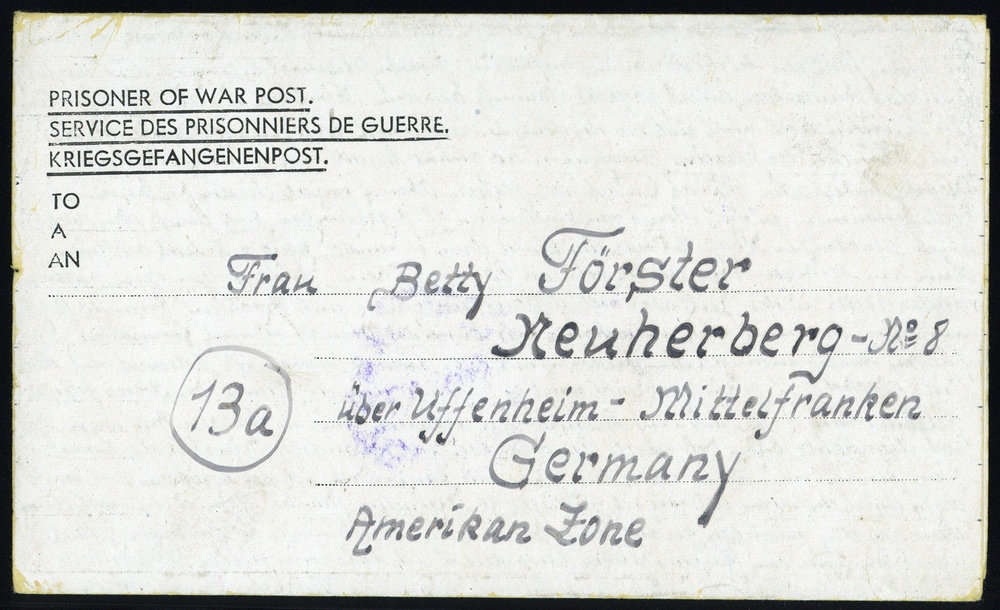 PRISONER OF WAR POST.
SERVICE DES PRISONNIERS DE GUERRE.
KRIEGSGEFANGENENPOST.
TO
A
AN
Frau Betty Förster
Neuherberg - No 8
13a
über Uffenheim - Mittelfranken
Germany
Amerikan Zone